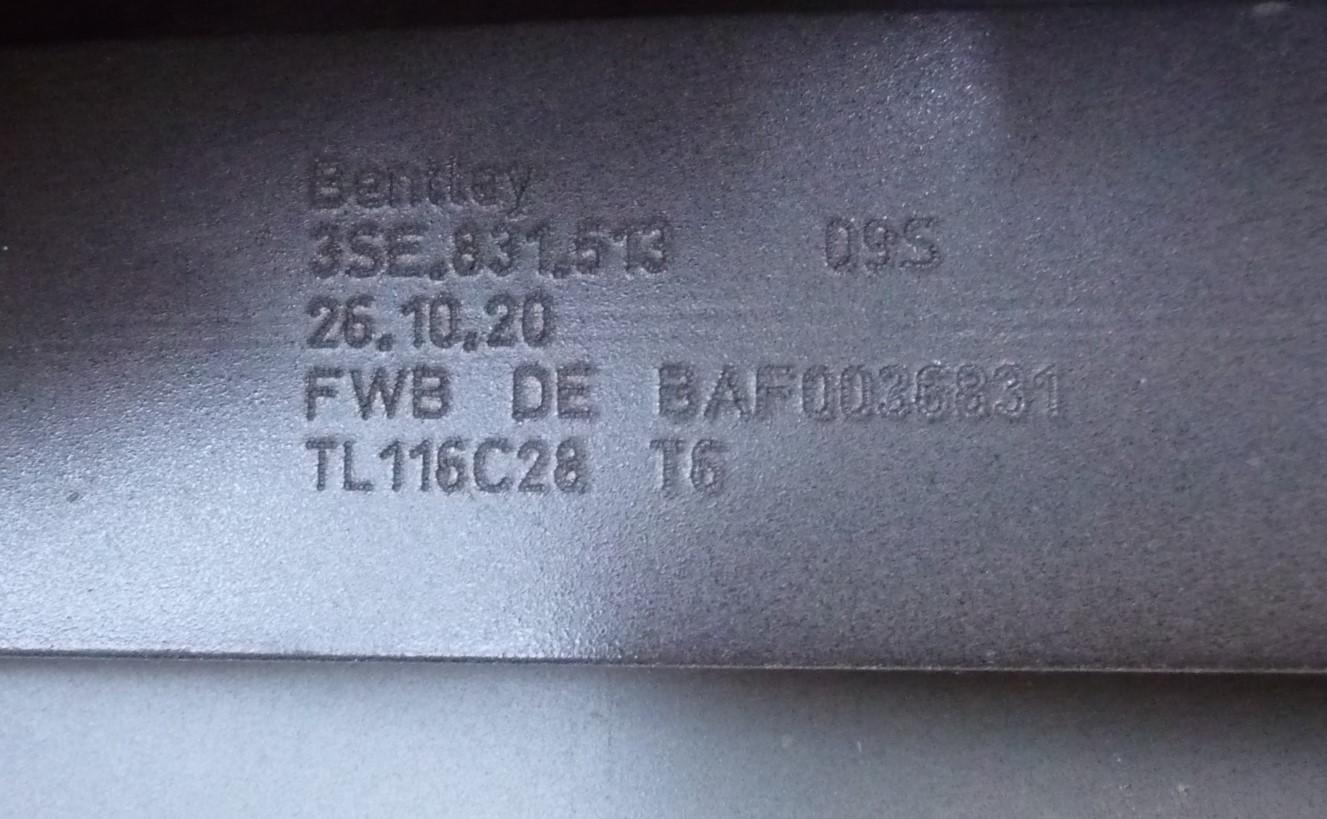 Bentley
3SE.831.513 09S
26.10.20
FWB DE BAF0036831
TL116C28 T6